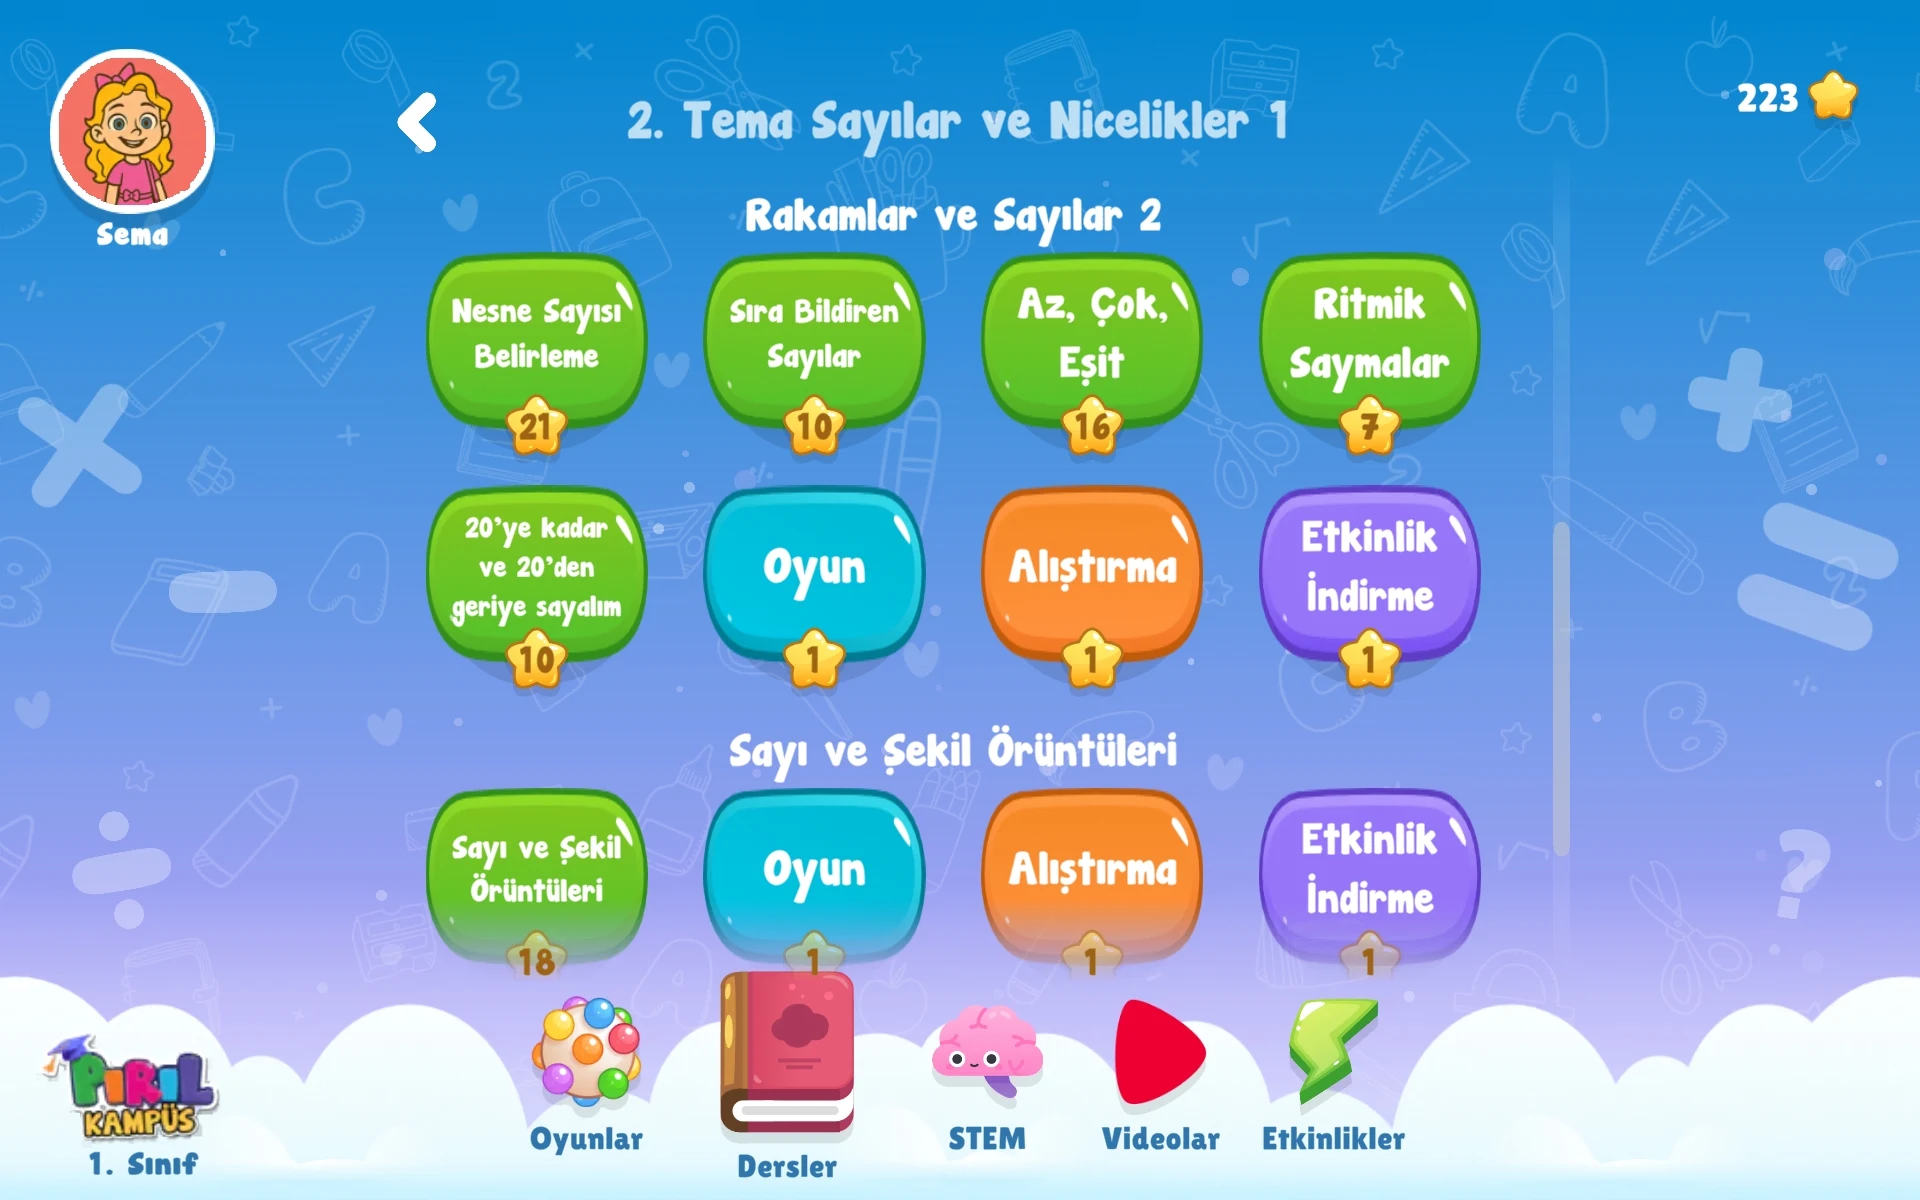 2. Tema Sayılar ve Nicelikler 1
223
Sema
Rakamlar ve Sayılar 2
Nesne Sayısı
Belirleme
21
Sıra Bildiren
Sayılar
10
Az, Çok,
Eşit
16
Ritmik
Saymalar
7
20'ye kadar
ve 20'den
geriye sayalım
10
Oyun
1
Alıştırma
1
Etkinlik
İndirme
1
Sayı ve Şekil Örüntüleri
Sayı ve Şekil
Örüntüleri
18
Oyun
1
Alıştırma
1
Etkinlik
İndirme
1
PIRIL
KAMPÜS
1. Sınıf
Oyunlar
Dersler
STEM
Videolar
Etkinlikler